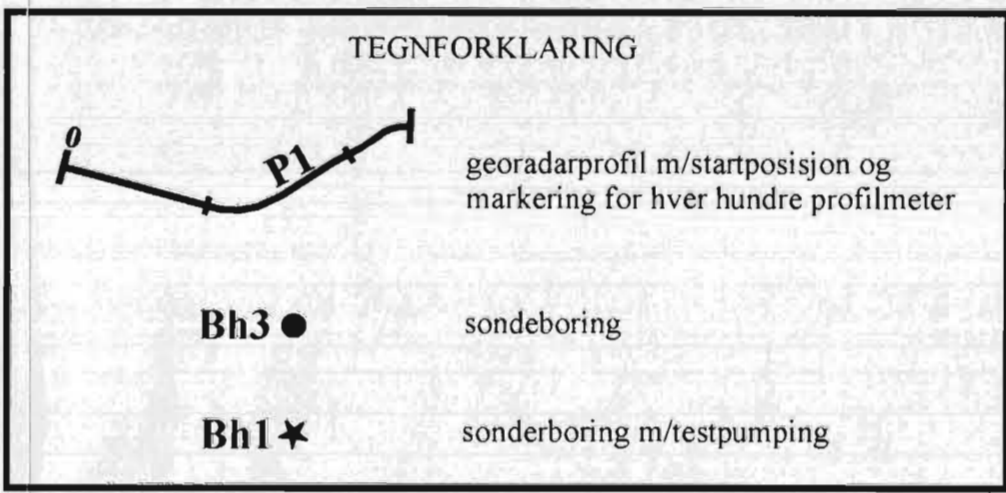 TEGNFORKLARING
0
P1
georadarprofil m/startposisjon og
markering for hver hundre profilmeter
Bh3
sondeboring
Bh1
sonderboring m/testpumping